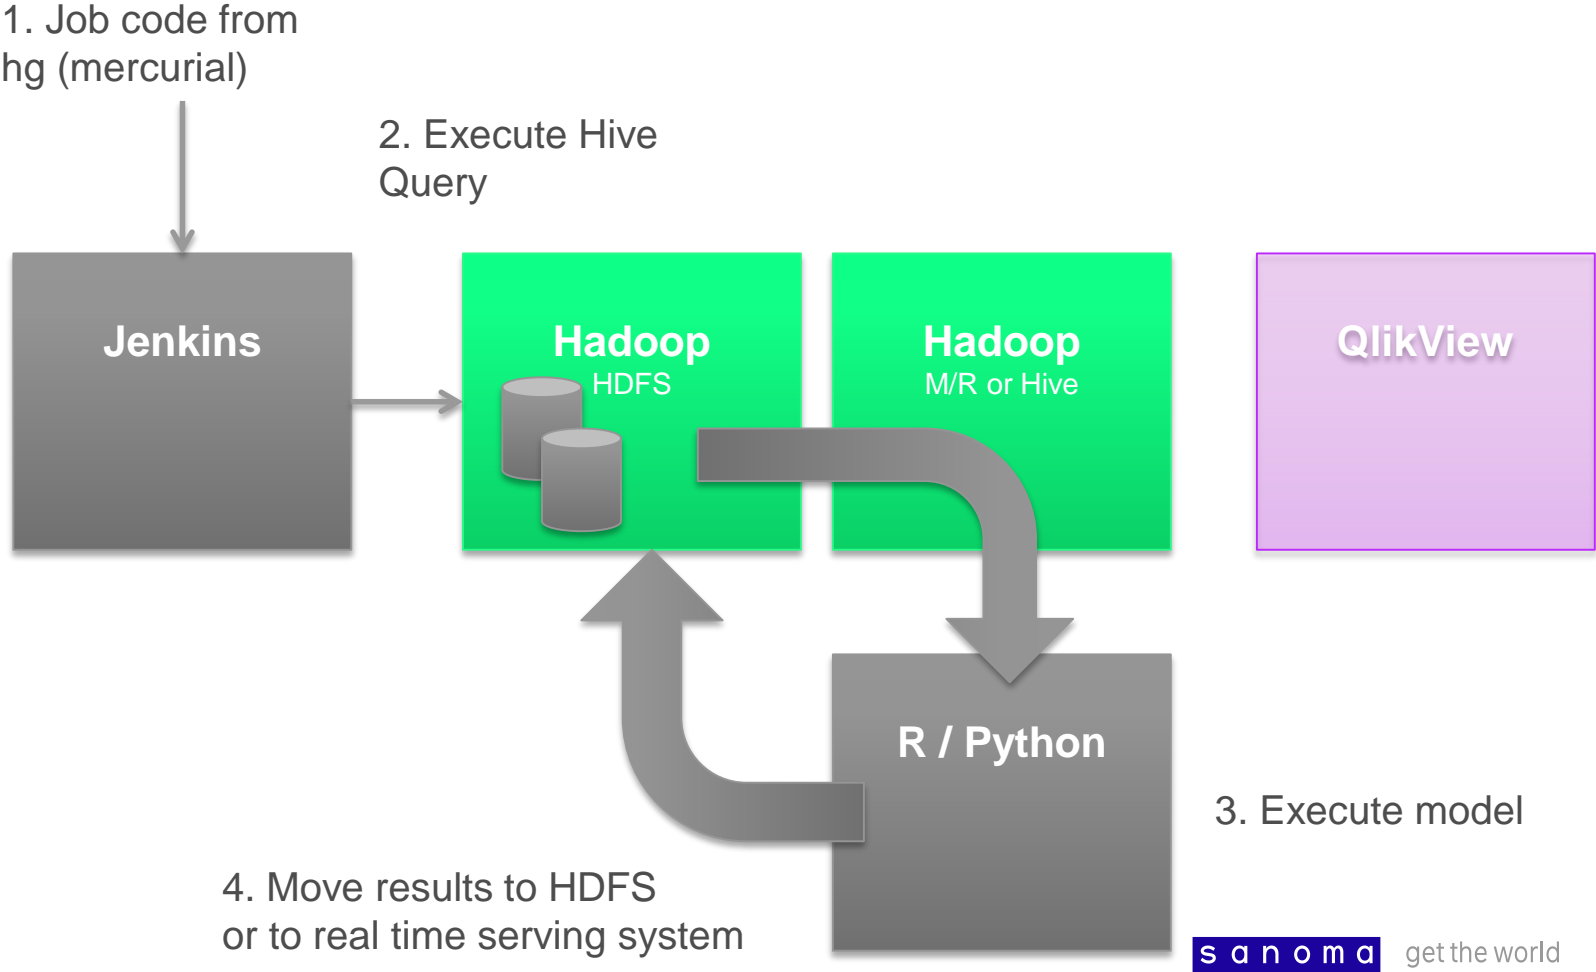 1. Job code from
hg (mercurial)
2. Execute Hive
Query
Jenkins
Hadoop
HDFS
Hadoop
M/R or Hive
QlikView
R / Python
3. Execute model
4. Move results to HDFS
or to real time serving system
sanoma get the world